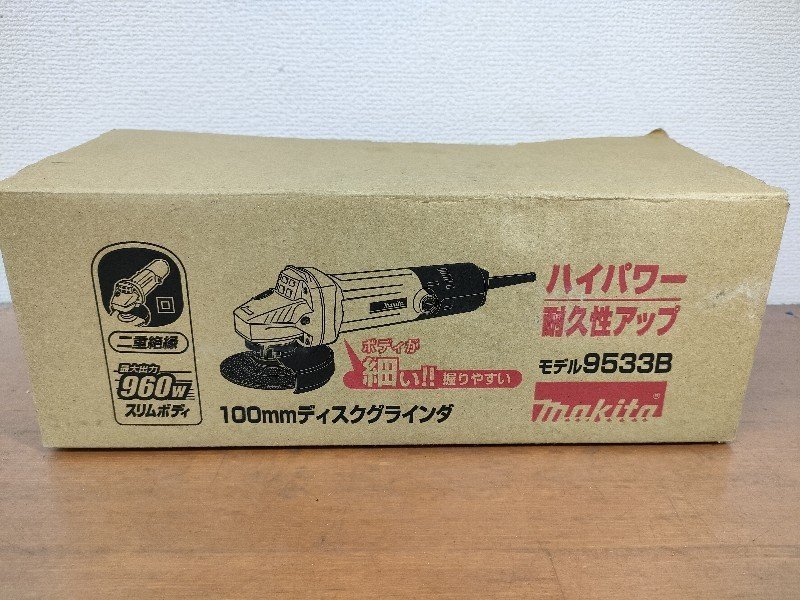 二重絶縁
最大出力
960W
スリムボディ
makita
ボディが
細い!! 握りやすい
100mmディスクグラインダ
ハイパワー
耐久性アップ
モデル9533B
makita®